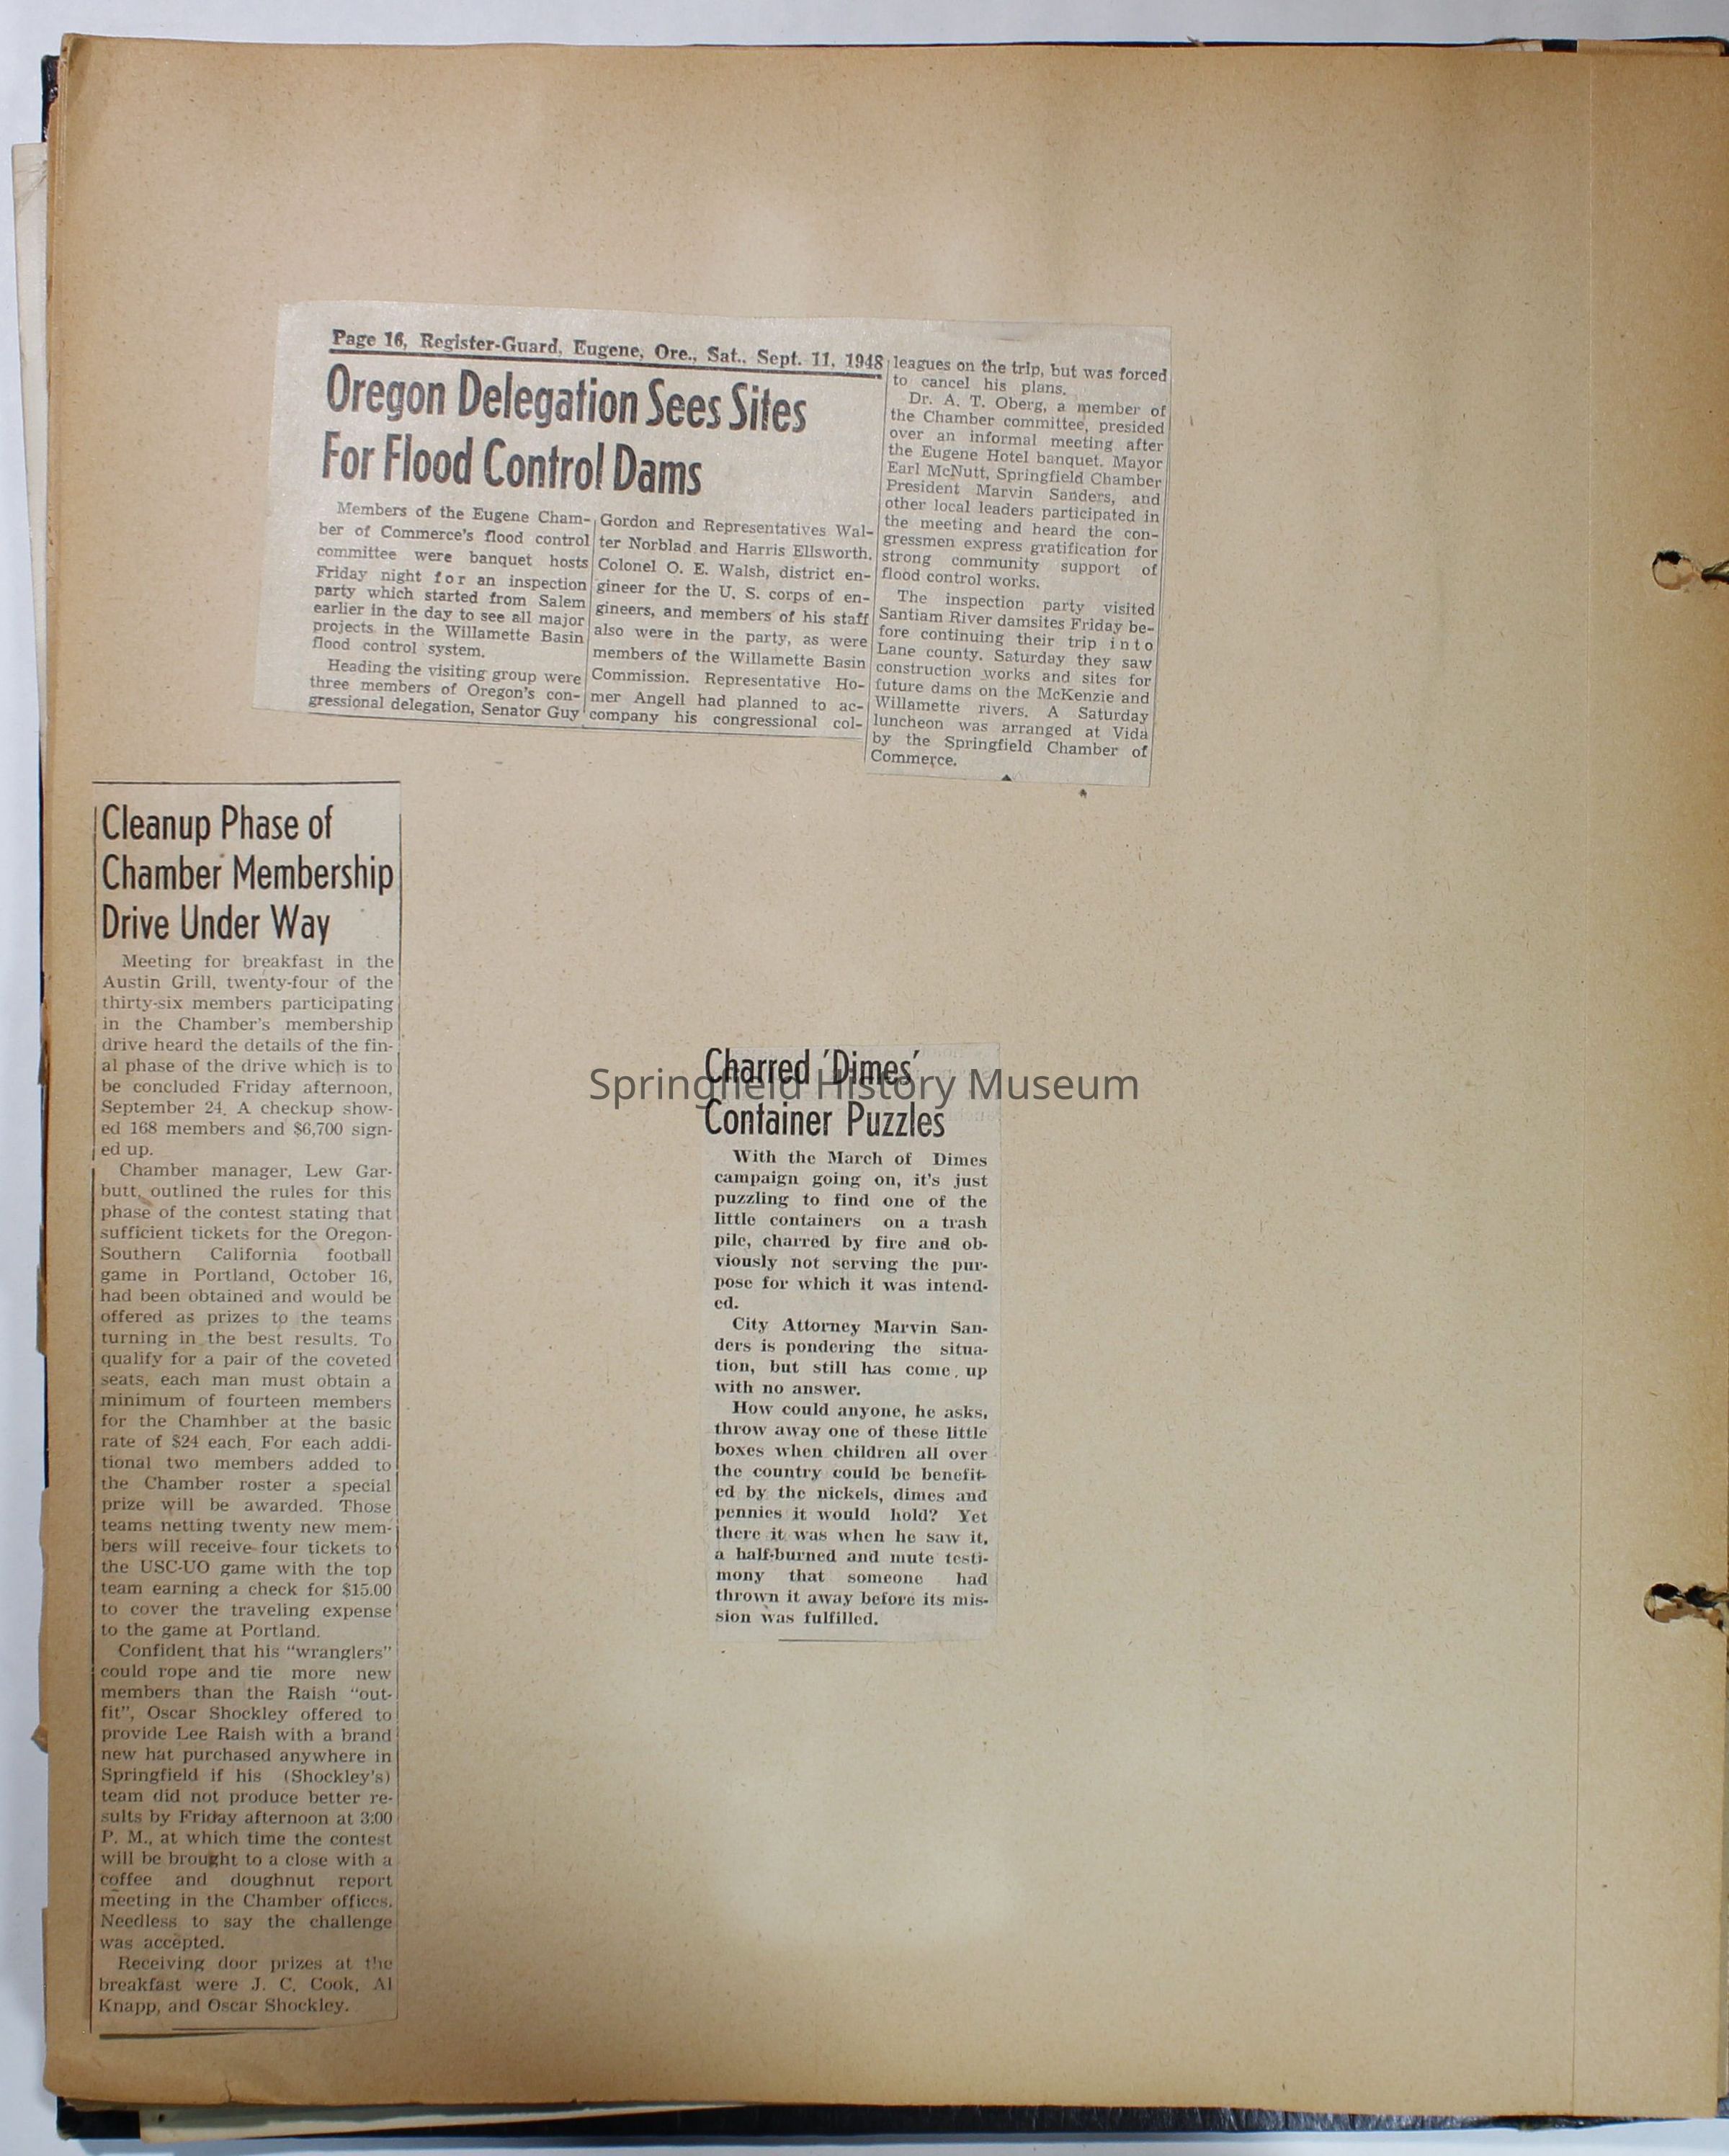 Page 16, Register-Guard, Eugene, Ore., Sat., Sept. 11, 1948
Oregon Delegation Sees Sites
For Flood Control Dams
Members of the Eugene Cham-
ber of Commerce's flood control
committee were banquet hosts
Friday night for an inspection
party which started from Salem
earlier in the day to see all major
projects in the Willamette Basin
flood control system.
Heading the visiting group were
three members of Oregon's con-
gressional delegation, Senator Guy
Gordon and Representatives Wal-
ter Norblad and Harris Ellsworth.
Colonel O. E. Walsh, district en-
gineer for the U. S. corps of en-
gineers, and members of his staff
also were in the party, as were
members of the Willamette Basin
Commission. Representative Ho-
mer Angell had planned to ac-
company his congressional col-
leagues on the trip, but was forced
to cancel his plans.
Dr. A. T. Oberg, a member of
the Chamber committee, presided
over an informal meeting after
the Eugene Hotel banquet. Mayor
Earl McNutt, Springfield Chamber
President Marvin Sanders, and
other local leaders participated in
the meeting and heard the con-
gressmen express gratification for
strong community support of
flood control works.
The inspection party visited
Santiam River damsites Friday be-
fore continuing their trip into
Lane county. Saturday they saw
construction works and sites for
future dams on the McKenzie and
Willamette rivers. A Saturday
luncheon was arranged at Vida
by the Springfield Chamber of
Commerce.
Cleanup Phase of
Chamber Membership
Drive Under Way
Meeting for breakfast in the
Austin Grill, twenty-four of the
thirty-six members participating
in the Chamber's membership
drive heard the details of the fin-
al phase of the drive which is to
be concluded Friday afternoon,
September 24. A checkup show-
ed 168 members and $6,700 sign-
ed up.
Chamber manager, Lew Gar-
butt, outlined the rules for this
phase of the contest stating that
sufficient tickets for the Oregon-
Southern California football
game in Portland, October 16,
had been obtained and would be
offered as prizes to the teams
turning in the best results. To
qualify for a pair of the coveted
seats, each man must obtain a
minimum of fourteen members
for the Chamhber at the basic
rate of $24 each. For each addi-
tional two members added to
the Chamber roster a special
prize will be awarded. Those
teams netting twenty new mem-
bers will receive four tickets to
the USC-UO game with the top
team earning a check for $15.00
to cover the traveling expense
to the game at Portland.
Confident that his "wranglers"
could rope and tie more new
members than the Raish "out-
fit", Oscar Shockley offered to
provide Lee Raish with a brand
new hat purchased anywhere in
Springfield if his (Shockley's)
team did not produce better re-
sults by Friday afternoon at 3:00
P. M., at which time the contest
will be brought to a close with a
coffee and doughnut report
meeting in the Chamber offices.
Needless to say the challenge
was accepted.
Receiving door prizes at the
breakfast were J. C. Cook, Al
Knapp, and Oscar Shockley.
Charred 'Dimes'
Springfield History Museum
Container Puzzles
With the March of Dimes
campaign going on, it's just
puzzling to find one of the
little containers on a trash
pile, charred by fire and ob-
viously not serving the pur-
pose for which it was intend-
ed.
City Attorney Marvin San-
ders is pondering the situa-
tion, but still has come up
with no answer.
How could anyone, he asks,
throw away one of these little
boxes when children all over
the country could be benefit-
ed by the nickels, dimes and
pennies it would hold? Yet
there it was when he saw it,
a half-burned and mute testi-
mony that someone had
thrown it away before its mis-
sion was fulfilled.